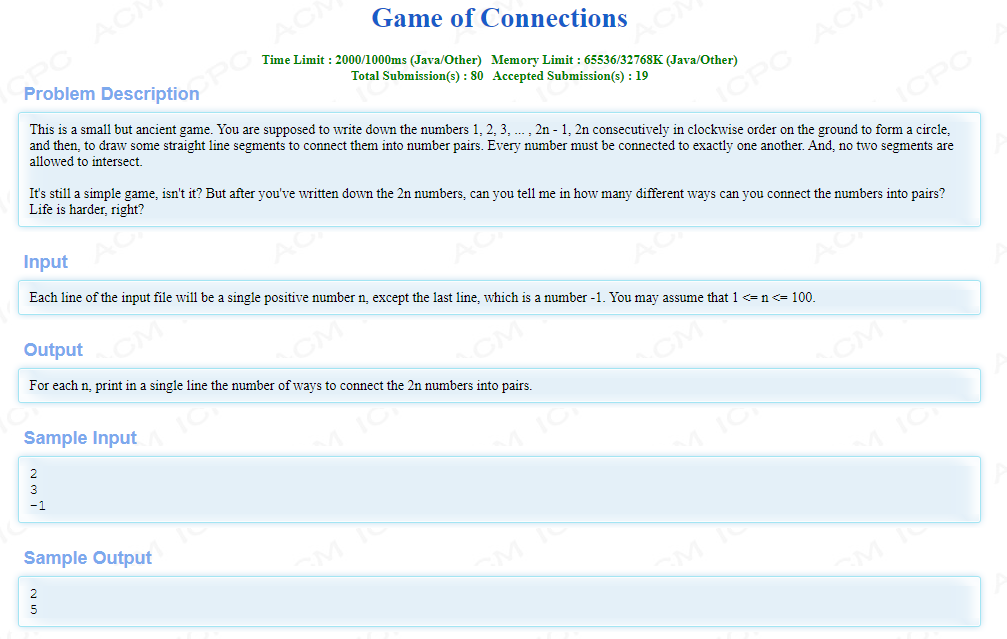 Game of Connections
Time Limit : 2000/1000ms (Java/Other) Memory Limit : 65536/32768K (Java/Other)
Total Submission(s) : 80 Accepted Submission(s) : 19
Problem Description
This is a small but ancient game. You are supposed to write down the numbers 1, 2, 3, ... , 2n - 1, 2n consecutively in clockwise order on the ground to form a circle,
and then, to draw some straight line segments to connect them into number pairs. Every number must be connected to exactly one another. And, no two segments are
allowed to intersect.
It's still a simple game, isn't it? But after you've written down the 2n numbers, can you tell me in how many different ways can you connect the numbers into pairs?
Life is harder, right?
Input
Each line of the input file will be a single positive number n, except the last line, which is a number -1. You may assume that 1 <= n <= 100.
Output
For each n, print in a single line the number of ways to connect the 2n numbers into pairs.
Sample Input
2
3
-1
Sample Output
2
5